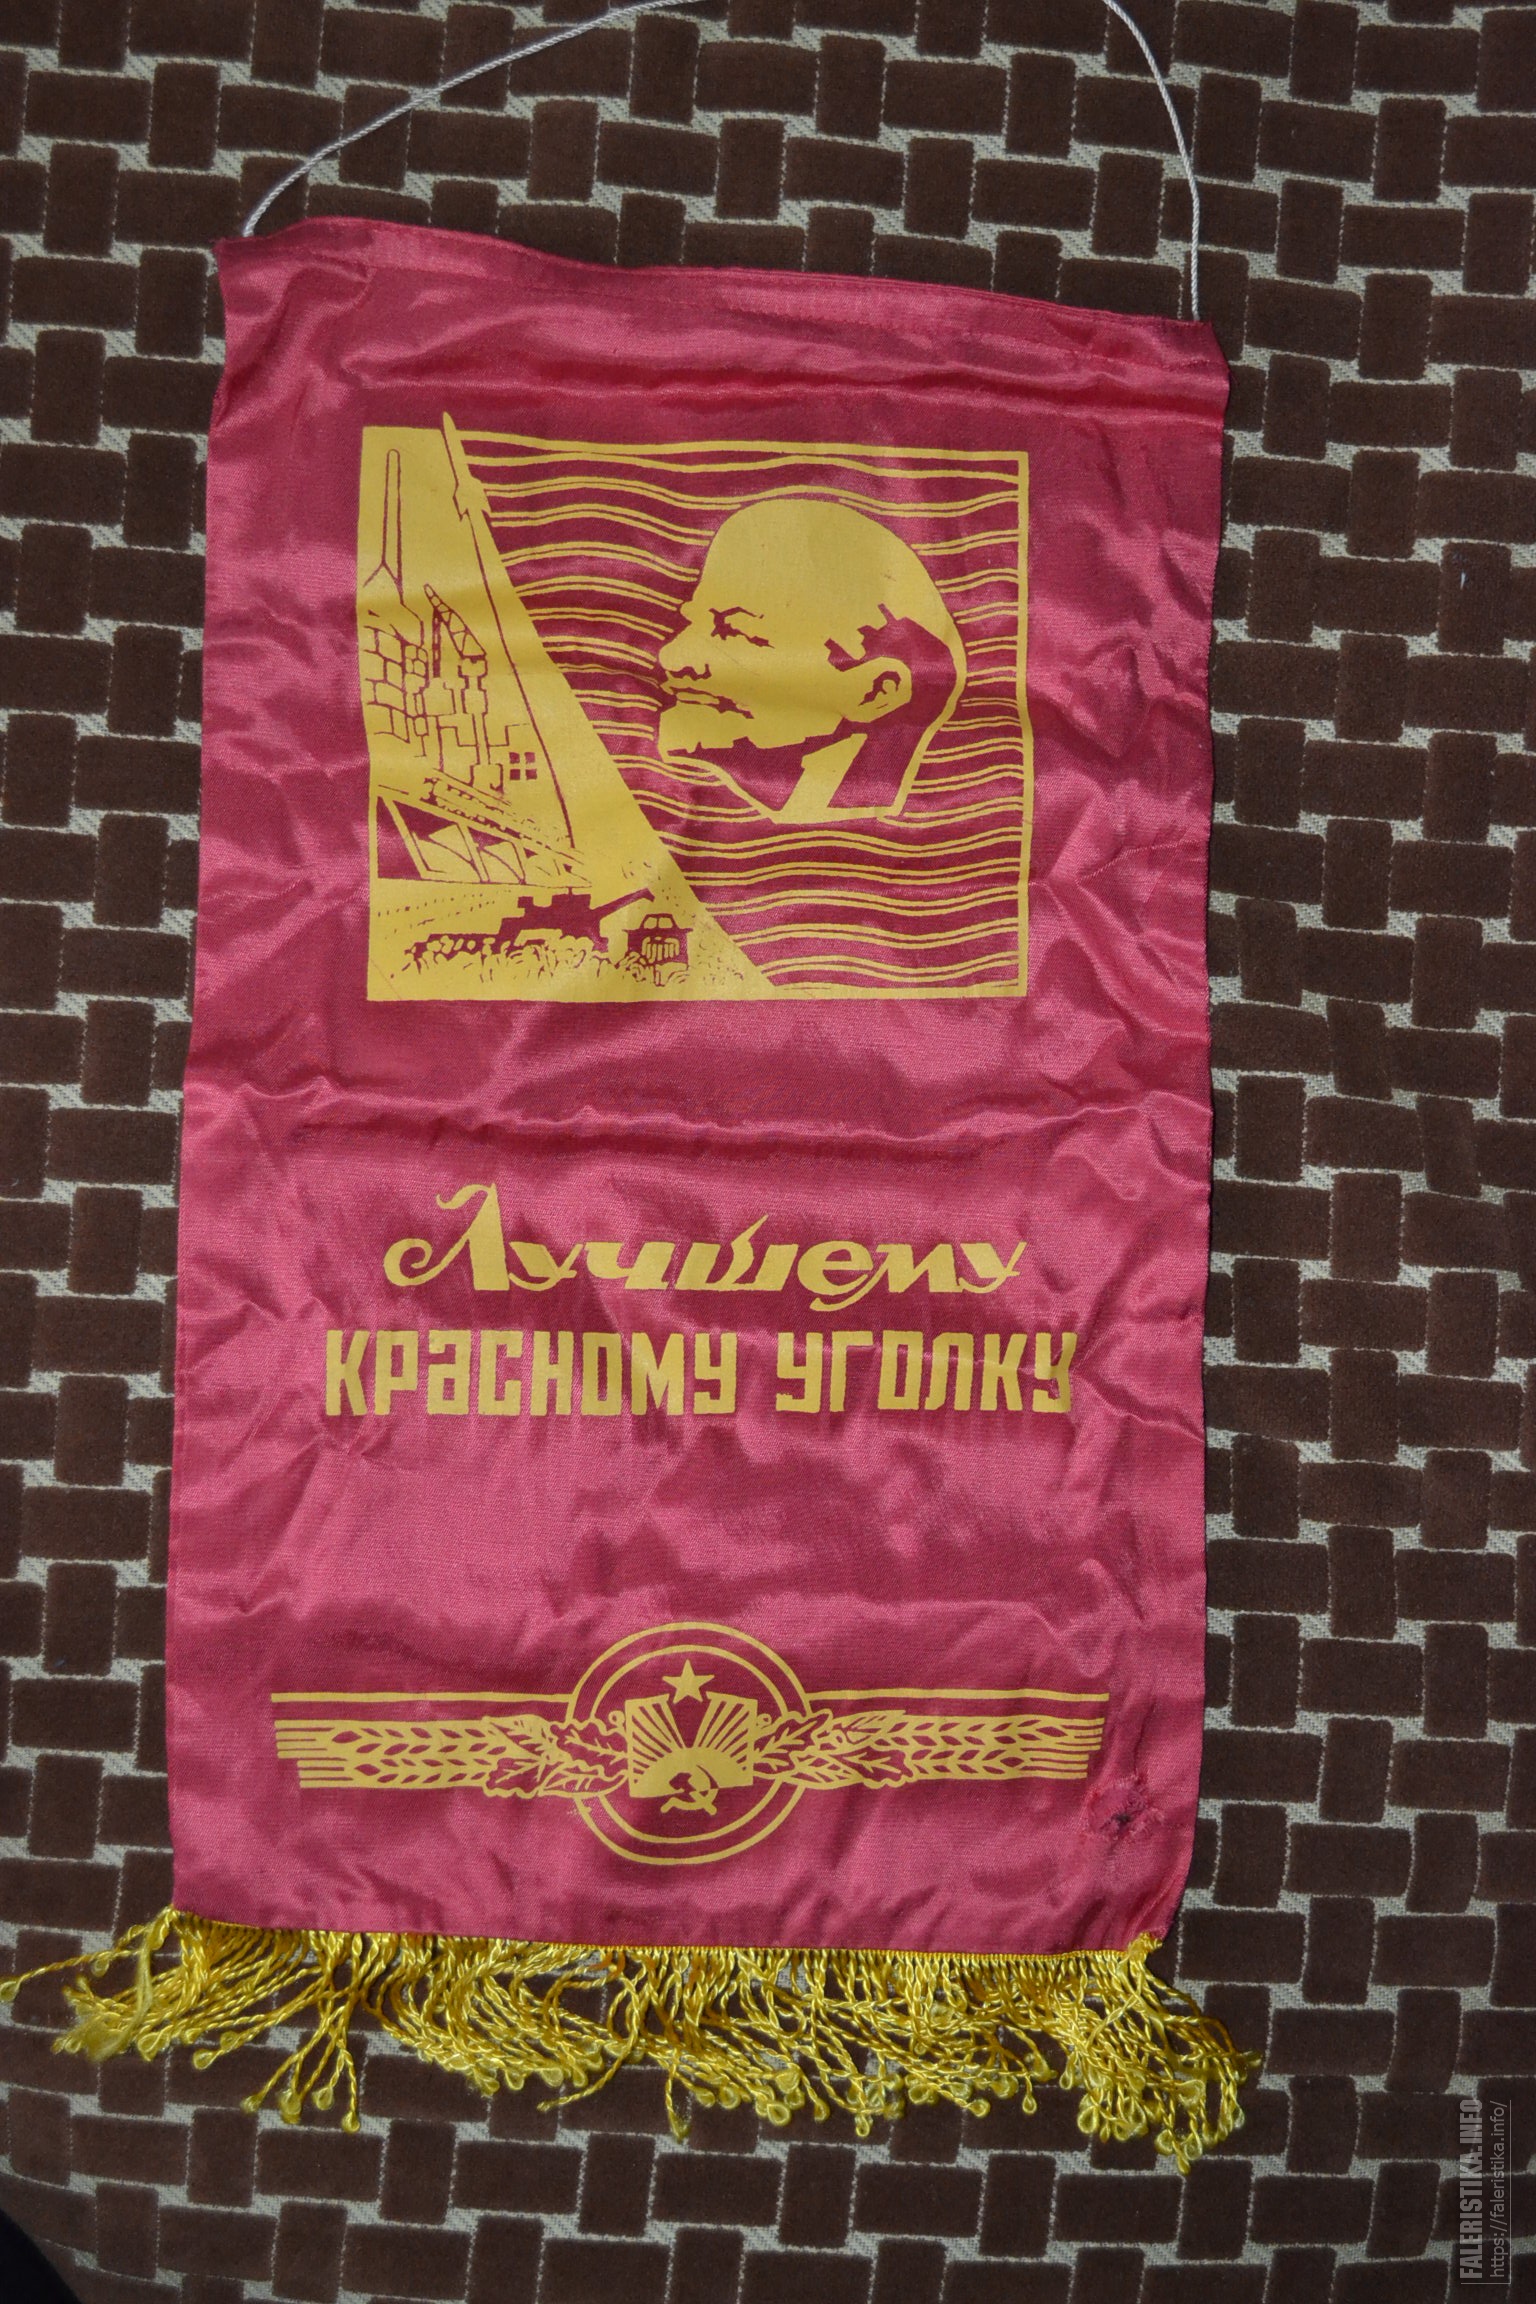 Лучшему
КРАСНОМУ УГОЛКУ
FALERISTIKA.INFO
https://faleristika.info/